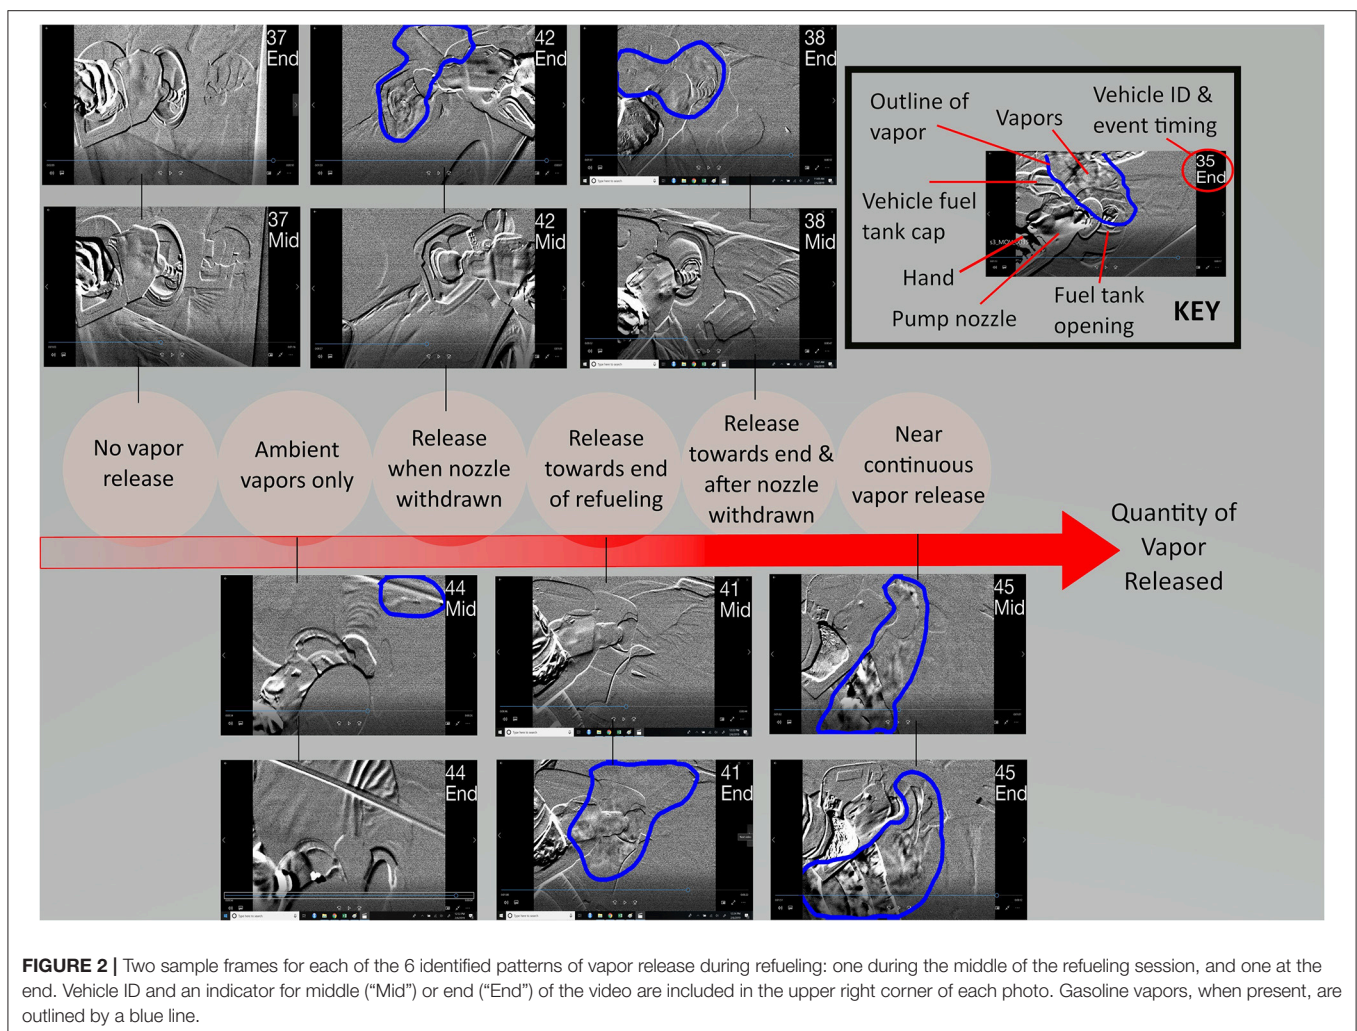 37
End
42
End
38
End
37
Mid
42
Mid
38
Mid
Outline of
vapor
Vapors
Vehicle ID &
event timing
35
End
Vehicle fuel
tank cap
Hand
Pump nozzle
Fuel tank
opening
KEY
No vapor
release
Ambient
vapors only
Release
when nozzle
withdrawn
Release
towards end
of refueling
Release
towards end &
after nozzle
withdrawn
Near
continuous
vapor release
Quantity of
Vapor
Released
44
Mid
41
Mid
45
Mid
44
End
41
End
45
End
FIGURE 2 | Two sample frames for each of the 6 identified patterns of vapor release during refueling: one during the middle of the refueling session, and one at the
end. Vehicle ID and an indicator for middle (“Mid”) or end (“End”) of the video are included in the upper right corner of each photo. Gasoline vapors, when present, are
outlined by a blue line.